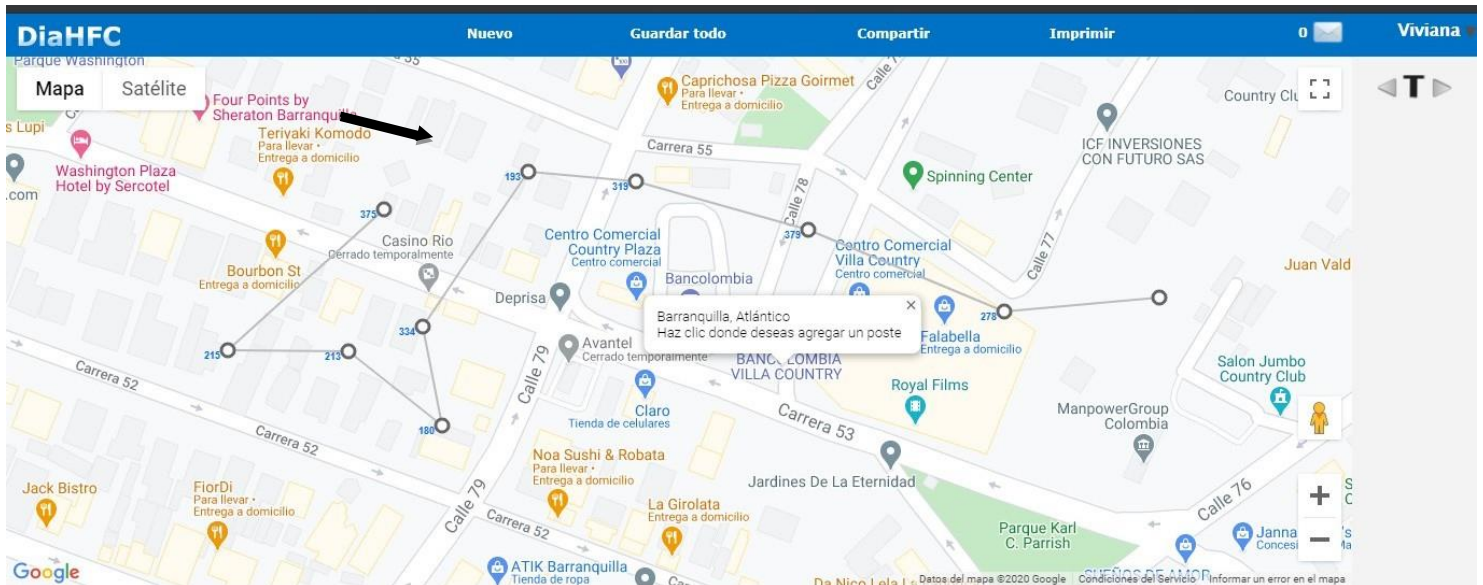 DiaHFC
Nuevo
Guardar todo
Compartir
Imprimir
0
Viviana
Parque Washington
Mapa
Satélite
T
Four Points by
Sheraton Barranquilla
Teriyaki Komodo
Para llevar •
Entrega a domicilio
s Lupi
Washington Plaza
Hotel by Sercotel
.com
Caprichosa Pizza Goirmet
Para llevar •
Entrega a domicilio
Carrera 55
Calle 78
Spinning Center
ICF INVERSIONES
CON FUTURO SAS
Country Clu
193
319
375
379
Casino Rio
Cerrado temporalmente
Bourbon St
Entrega a domicilio
Centro Comercial
Country Plaza
Centro comercial
Centro Comercial
Villa Country
Centro comercial
Calle 77
Juan Vald
Bancolombia
Deprisa
Barranquilla, Atlántico
Haz clic donde deseas agregar un poste
×
278
Falabella
Entrega a domicilio
334
215
213
180
Avantel
Cerrado temporalmente
VILLA COUNTRY
Royal Films
Salon Jumbo
Country Club
Carrera 52
Calle 79
Claro
Tienda de celulares
Carrera 53
ManpowerGroup
Colombia
Carrera 52
Noa Sushi & Robata
Para llevar •
Entrega a domicilio
Jardines De La Eternidad
Jack Bistro
FiorDi
Para llevar •
Entrega a domicilio
Calle 79
Carrera 52
La Girolata
Entrega a domicilio
Calle 76
+
−
Parque Karl
C. Parrish
Janna
Concesi
ATIK Barranquilla
Tienda de ropa
Google
Da Nico Lela
Datos del mapa ©2020 Google
Condiciones del Servicio
Informar un error en el mapa